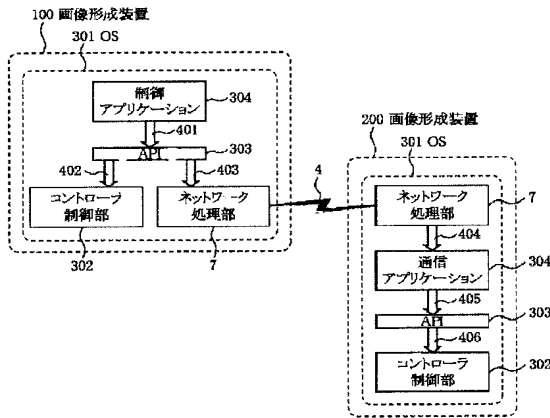 100 画像形成装置
301 OS
制御
アプリケーション
304
401
API
303
402
403
コントローラ
制御部
302
ネットワーク
処理部
7
4
200 画像形成装置
301 OS
ネットワーク
処理部
7
404
通信
アプリケーション
304
405
API
303
406
コントローラ
制御部
302